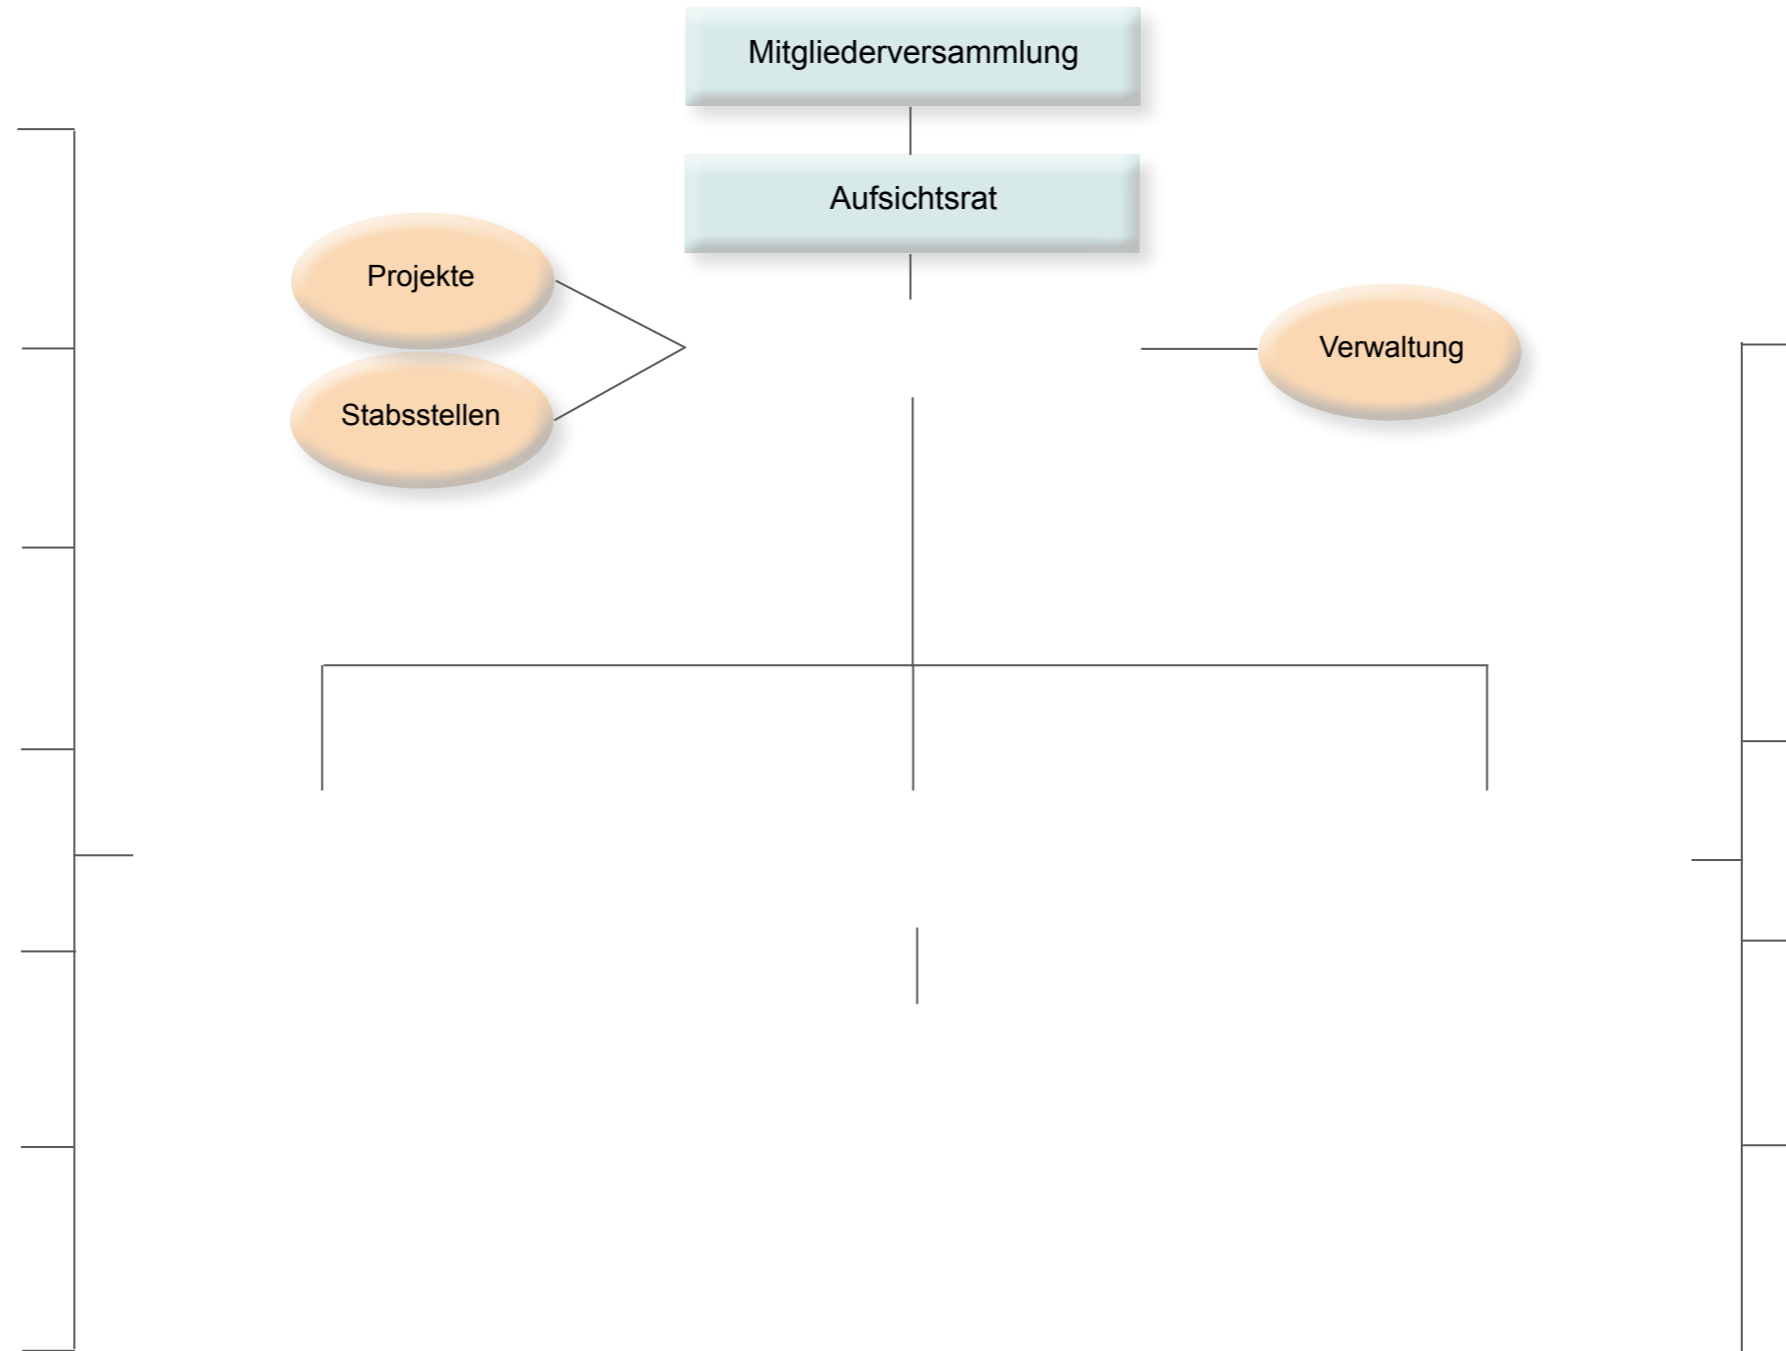 Mitgliederversammlung
Aufsichtsrat
Projekte
Verwaltung
Stabsstellen